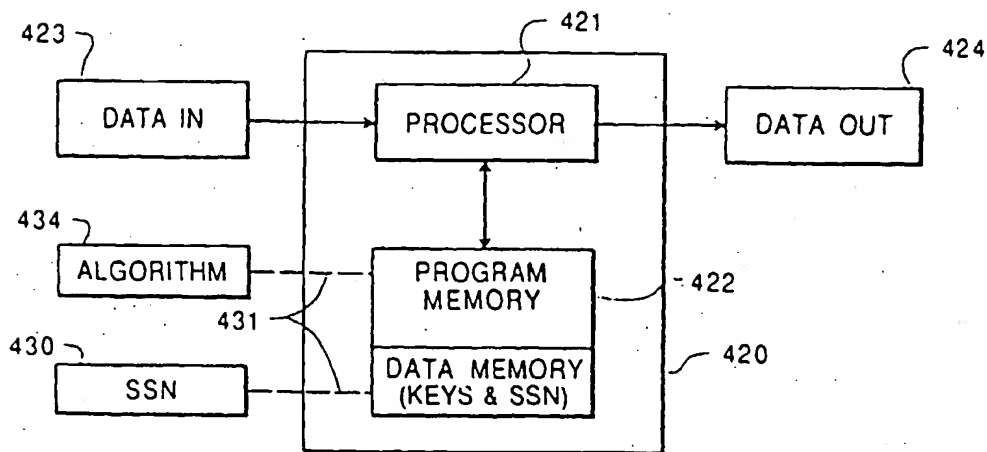 421
423
424
DATA IN
PROCESSOR
DATA OUT
434
ALGORITHM
PROGRAM
MEMORY
422
431
430
420
SSN
DATA MEMORY
(KEYS & SSN)